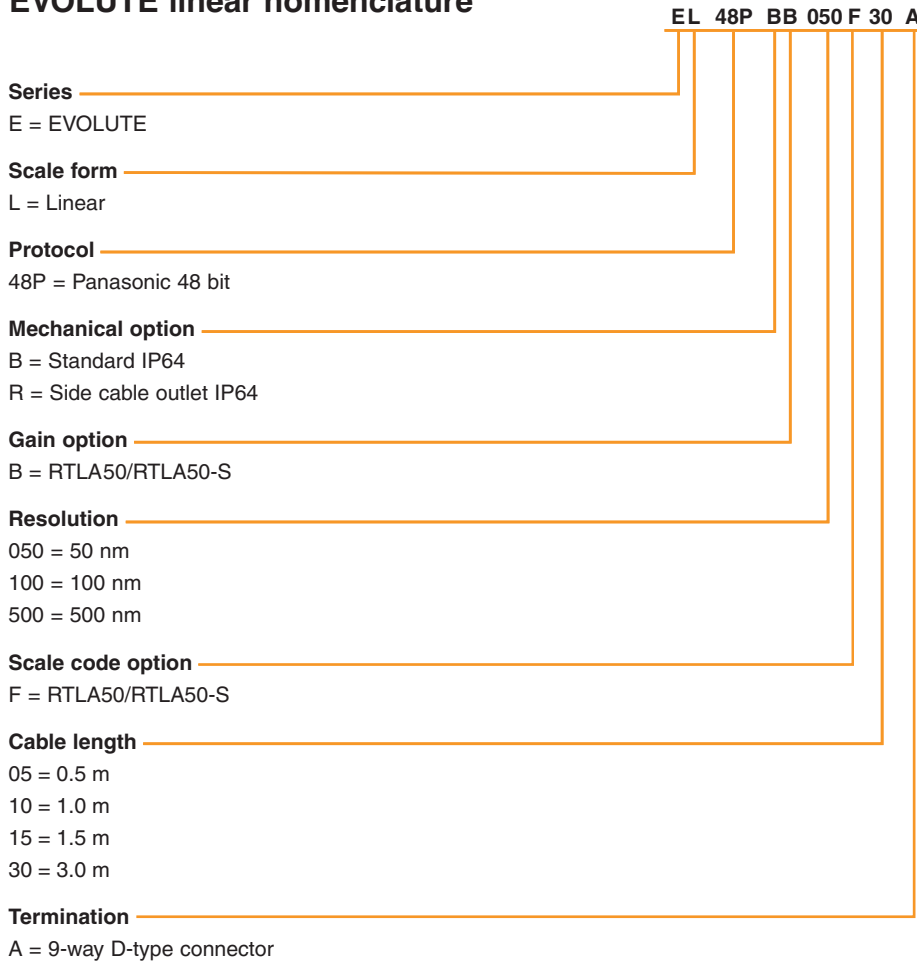 EVOLUTE linear nomenclature
EL 48P BB 050 F 30 A
Series
E = EVOLUTE
Scale form
L = Linear
Protocol
48P = Panasonic 48 bit
Mechanical option
B = Standard IP64
R = Side cable outlet IP64
Gain option
B = RTLA50/RTLA50-S
Resolution
050 = 50 nm
100 = 100 nm
500 = 500 nm
Scale code option
F = RTLA50/RTLA50-S
Cable length
05 = 0.5 m
10 = 1.0 m
15 = 1.5 m
30 = 3.0 m
Termination
A = 9-way D-type connector